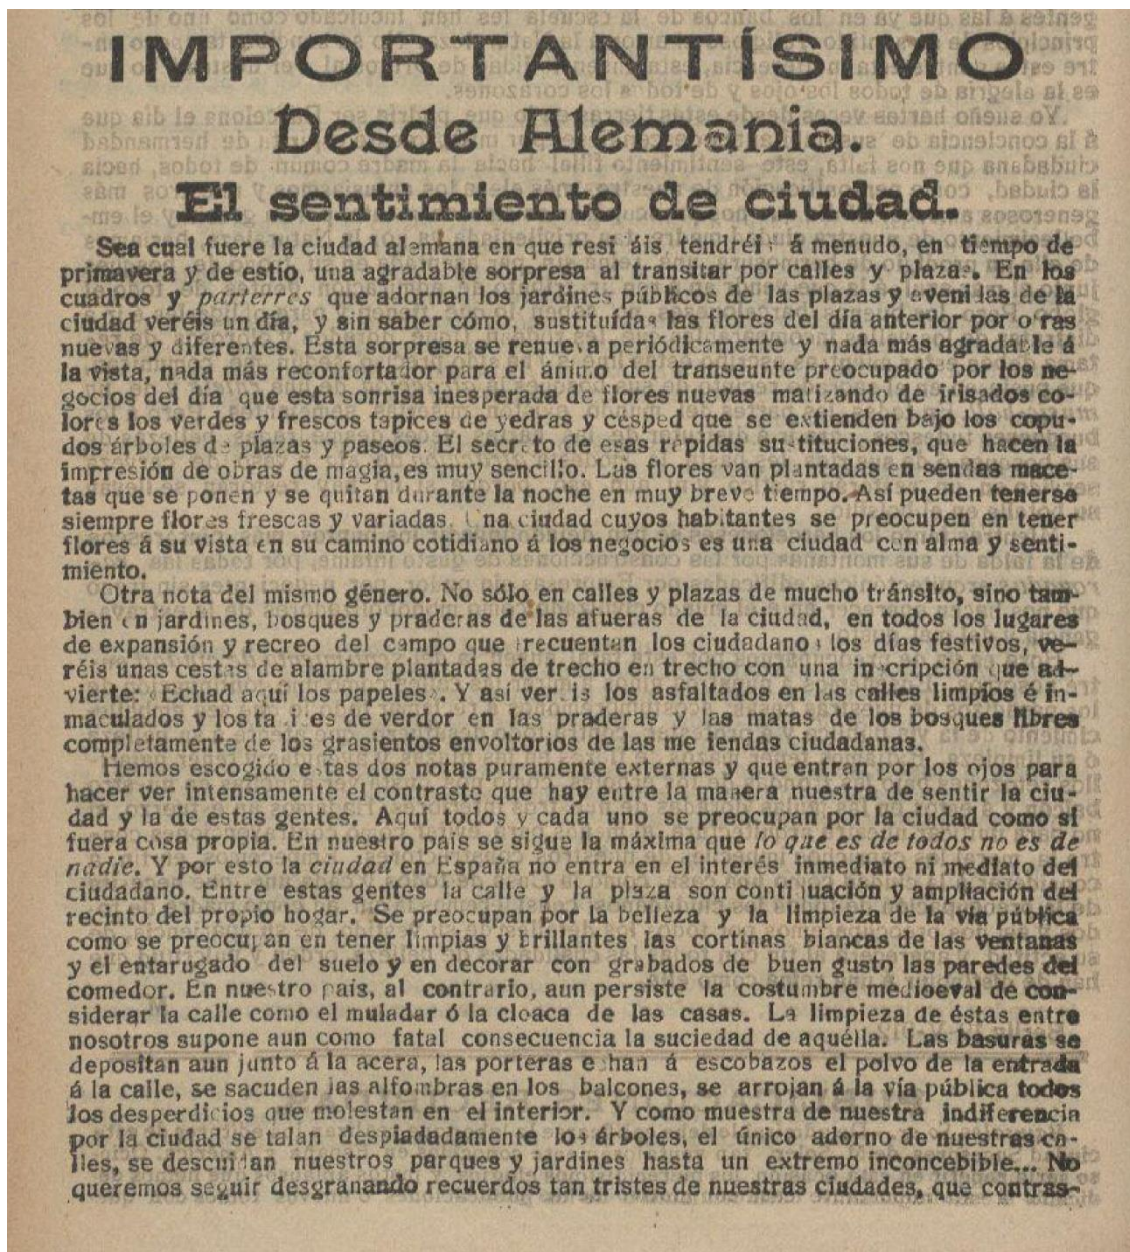 IMPORTANTÍSIMO
Desde Alemania.
El sentimiento de ciudad.
Sea cual fuere la ciudad alemana en que resi áis tendréis á menudo, en tiempo de
primavera y de estío, una agradable sorpresa al transitar por calles y plazas. En los
cuadros y parterres que adornan los jardines públicos de las plazas y avenidas de la
ciudad veréis un día, y sin saber cómo, sustituídas las flores del día anterior por otras
nuevas y diferentes. Esta sorpresa se renueva periódicamente y nada más agradable á
la vista, nada más reconfortador para el ánimo del transeunte preocupado por los ne-
gocios del día que esta sonrisa inesperada de flores nuevas matizando de irisados co-
lores los verdes y frescos tapices de yedras y césped que se extienden bajo los copu-
dos árboles de plazas y paseos. El secreto de esas rápidas sustituciones, que hacen la
impresión de obras de magia, es muy sencillo. Las flores van plantadas en sendas mace-
tas que se ponen y se quitan durante la noche en muy breve tiempo. Así pueden tenerse
siempre flores frescas y variadas. Una ciudad cuyos habitantes se preocupen en tener
flores á su vista en su camino cotidiano á los negocios es una ciudad con alma y senti-
miento.
Otra nota del mismo género. No sólo en calles y plazas de mucho tránsito, sino tam-
bien en jardines, bosques y praderas de las afueras de la ciudad, en todos los lugares
de expansión y recreo del campo que frecuentan los ciudadanos los días festivos, ve-
réis unas cestas de alambre plantadas de trecho en trecho con una inscripción que ad-
vierte: «Echad aquí los papeles». Y así veréis los asfaltados en las calles limpios é in-
maculados y los tapices de verdor en las praderas y las matas de los bosques libres
completamente de los grasientos envoltorios de las meriendas ciudadanas.
Hemos escogido estas dos notas puramente externas y que entran por los ojos para
hacer ver intensamente el contraste que hay entre la manera nuestra de sentir la ciu-
dad y la de estas gentes. Aquí todos y cada uno se preocupan por la ciudad como si
fuera cosa propia. En nuestro país se sigue la máxima que lo que es de todos no es de
nadie. Y por esto la ciudad en España no entra en el interés inmediato ni mediato del
ciudadano. Entre estas gentes la calle y la plaza son continuación y ampliación del
recinto del propio hogar. Se preocupan por la belleza y la limpieza de la vía pública
como se preocupan en tener limpias y brillantes las cortinas blancas de las ventanas
y el entarugado del suelo y en decorar con grabados de buen gusto las paredes del
comedor. En nuestro país, al contrario, aun persiste la costumbre medioeval de con-
siderar la calle como el muladar ó la cloaca de las casas. La limpieza de éstas entre
nosotros supone aun como fatal consecuencia la suciedad de aquélla. Las basuras se
depositan aun junto á la acera, las porteras echan á escobazos el polvo de la entrada
á la calle, se sacuden las alfombras en los balcones, se arrojan á la vía pública todos
los desperdicios que molestan en el interior. Y como muestra de nuestra indiferencia
por la ciudad se talan despiadadamente los árboles, el único adorno de nuestras ca-
lles, se descuidan nuestros parques y jardines hasta un extremo inconcebible... No
queremos seguir desgranando recuerdos tan tristes de nuestras ciudades, que contras-